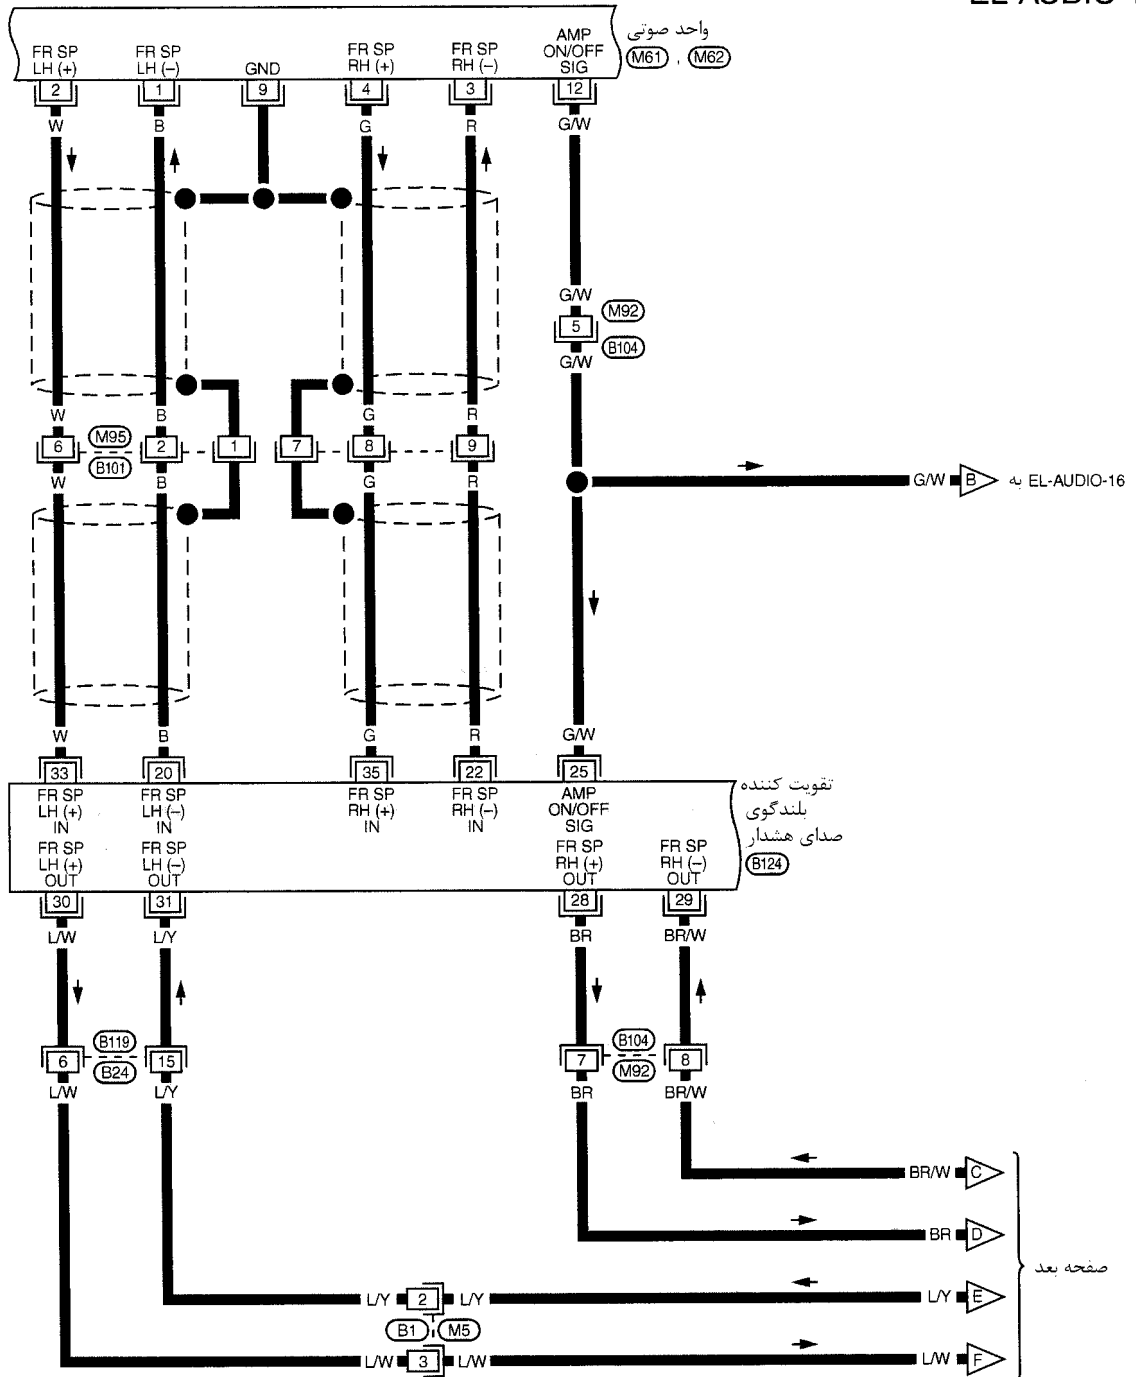 EL-AUDIO-
واحد صوتی
M61 , M62
FR SP LH (+)
FR SP LH (–)
GND
FR SP RH (+)
FR SP RH (–)
AMP ON/OFF SIG
2 1 9 4 3 12
W B G R G/W
G/W
M92
5
B104
G/W
W B G R
6 M95 B101 2 1 7 8 9
W B G R
G/W B به EL-AUDIO-16
W B G R G/W
33 20 35 22 25
FR SP LH (+) IN
FR SP LH (–) IN
FR SP RH (+) IN
FR SP RH (–) IN
AMP ON/OFF SIG
تقویت کننده
بلندگوی
صدای هشدار
B124
FR SP LH (+) OUT
FR SP LH (–) OUT
FR SP RH (+) OUT
FR SP RH (–) OUT
30 31 28 29
L/W L/Y BR BR/W
6 B119 B24 15 7 B104 M92 8
L/W L/Y BR BR/W
BR/W C
BR D
صفحه بعد
L/Y 2 L/Y L/Y E
B1 M5
L/W 3 L/W L/W F